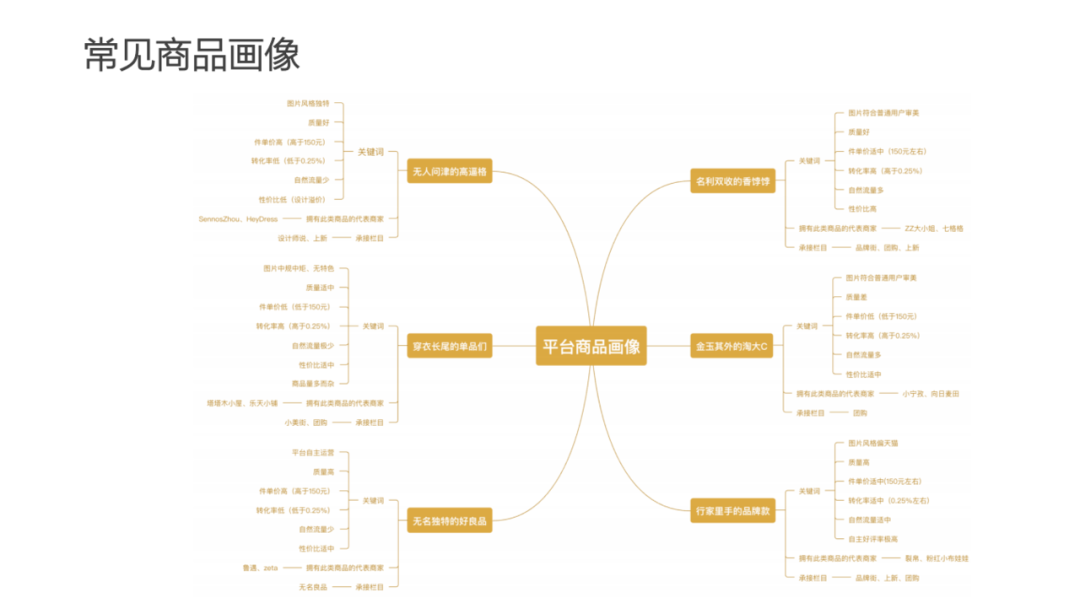 常见商品画像
平台商品画像
无人问津的高逼格
关键词
图片风格独特
质量好
件单价高（高于150元）
转化率低（低于0.25%）
自然流量少
性价比低（设计溢价）
拥有此类商品的代表商家
SennosZhou、HeyDress
承接栏目
设计师说、上新
穿衣长尾的单品们
关键词
图片中规中矩，无特色
质量适中
件单价低（低于150元）
转化率高（高于0.25%）
自然流量极少
性价比适中
商品量多而杂
拥有此类商品的代表商家
塔塔木小屋、乐天小铺
承接栏目
小美街、团购
无名独特的好良品
关键词
平台自主运营
质量高
件单价高（高于150元）
转化率低（低于0.25%）
自然流量少
性价比适中
拥有此类商品的代表商家
鲁道、zeta
承接栏目
无名良品
名利双收的香饽饽
关键词
图片符合普通用户审美
质量好
件单价适中（150元左右）
转化率高（高于0.25%）
自然流量多
性价比高
拥有此类商品的代表商家
ZZ大小姐、七格格
承接栏目
品牌街、团购、上新
金玉其外的淘大C
关键词
图片符合普通用户审美
质量差
件单价低（低于150元）
转化率高（高于0.25%）
自然流量多
性价比适中
拥有此类商品的代表商家
小宁孩、向日麦田
承接栏目
团购
行家里手的品牌款
关键词
图片风格偏天猫
质量高
件单价适中(150元左右）
转化率适中（0.25%左右）
自然流量适中
自主好评率极高
拥有此类商品的代表商家
裂帛、粉红小布娃娃
承接栏目
品牌街、上新、团购